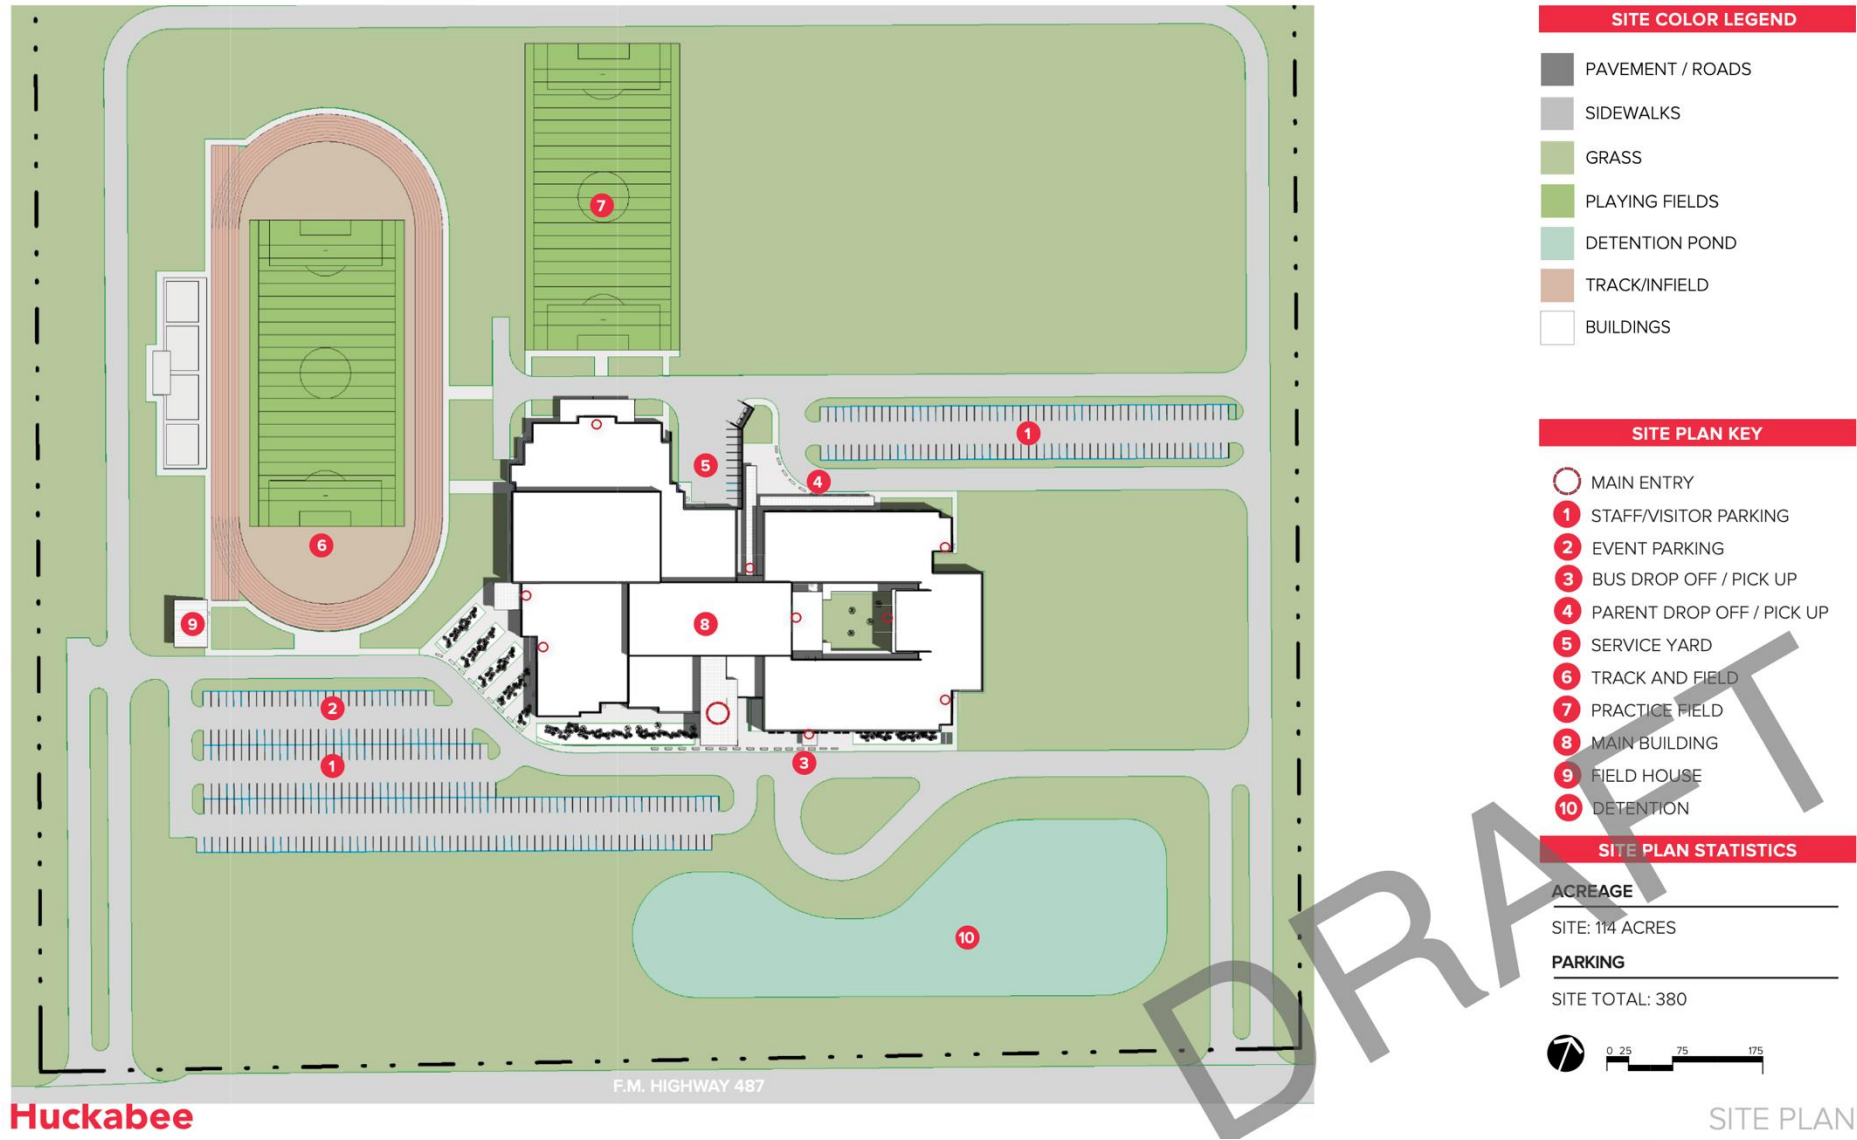 SITE COLOR LEGEND
PAVEMENT / ROADS
SIDEWALKS
GRASS
PLAYING FIELDS
DETENTION POND
TRACK/INFIELD
BUILDINGS
SITE PLAN KEY
MAIN ENTRY
1 STAFF/VISITOR PARKING
2 EVENT PARKING
3 BUS DROP OFF / PICK UP
4 PARENT DROP OFF / PICK UP
5 SERVICE YARD
6 TRACK AND FIELD
7 PRACTICE FIELD
8 MAIN BUILDING
9 FIELD HOUSE
10 DETENTION
SITE PLAN STATISTICS
ACREAGE
SITE: 114 ACRES
PARKING
SITE TOTAL: 380
0 25 75 175
7
1
5
4
6
9
8
2
1
3
10
DRAFT
F.M. HIGHWAY 487
Huckabee
SITE PLAN